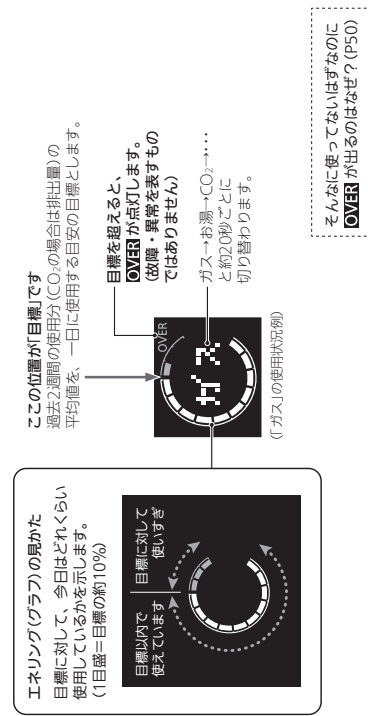 エネリング(グラフ)の見かた
目標に対して、今日はどれくらい
使用しているかを示します。
(1目盛=目標の約10%)
目標以内で
使えています
目標に対して
使いすぎ
ここの位置が「目標」です
過去2週間の使用分(CO₂の場合は排出量)の
平均値を、一日に使用する目安の目標とします。
OVER
ガス
(「ガス」の使用状況例)
目標を超えると、
OVER が点灯します。
(故障・異常を表すもの
ではありません)
ガス→お湯→CO₂→・・・
と約20秒ごとに
切り替わります。
そんなに使ってないはずなのに
OVER が出るのはなぜ?(P50)